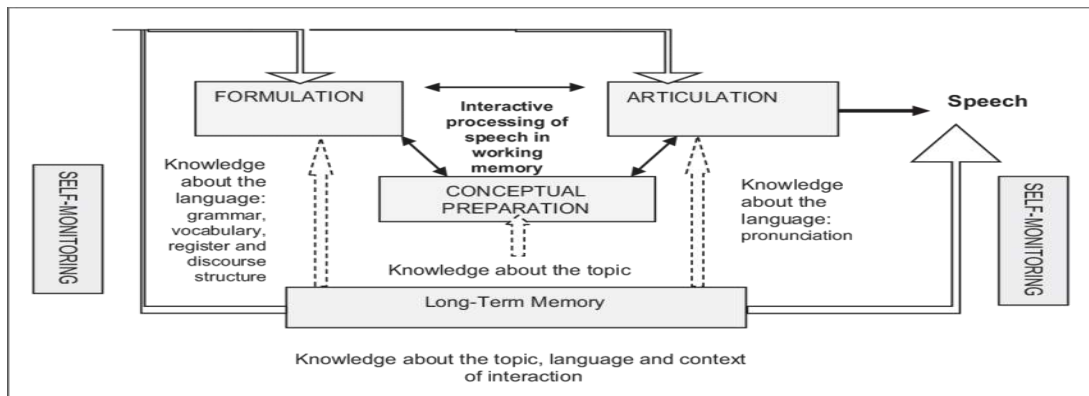 FORMULATION
ARTICULATION
Speech
Interactive
processing of
speech in
working
memory
Knowledge
about the
language:
grammar,
vocabulary,
register and
discourse
structure
CONCEPTUAL
PREPARATION
Knowledge
about the
language:
pronunciation
SELF-MONITORING
SELF-MONITORING
Knowledge about the topic
Long-Term Memory
Knowledge about the topic, language and context
of interaction